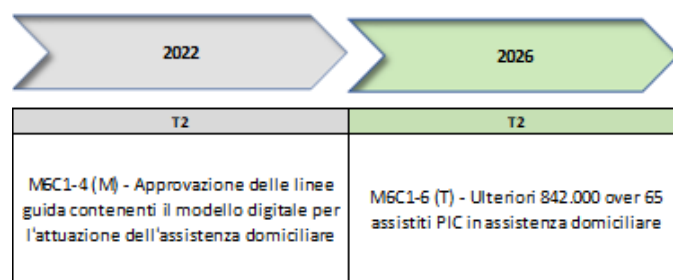 2022
2026
T2
T2
M6C1-4 (M) - Approvazione delle linee
guida contenenti il modello digitale per
l'attuazione dell'assistenza domiciliare
M6C1-6 (T) - Ulteriori 842.000 over 65
assistiti PIC in assistenza domiciliare